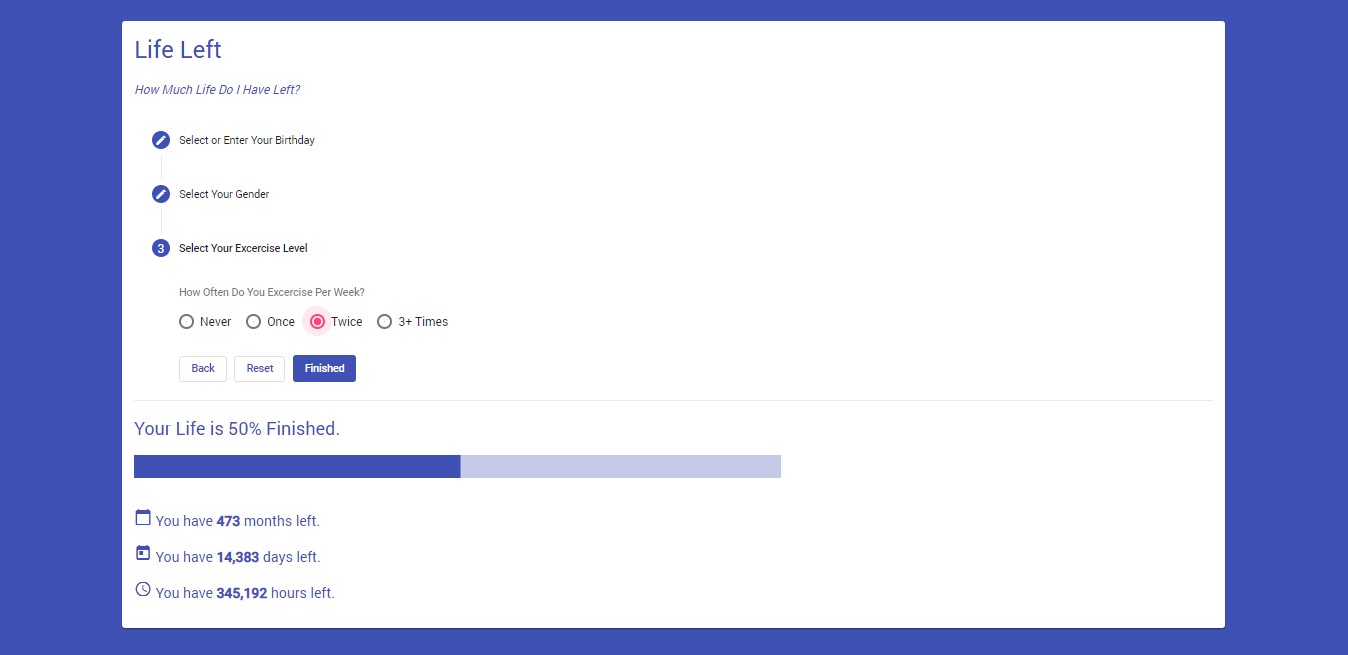 Life Left
How Much Life Do I Have Left?
Select or Enter Your Birthday
Select Your Gender
3 Select Your Excercise Level
How Often Do You Excercise Per Week?
Never Once Twice 3+ Times
Back Reset Finished
Your Life is 50% Finished.
You have 473 months left.
You have 14,383 days left.
You have 345,192 hours left.